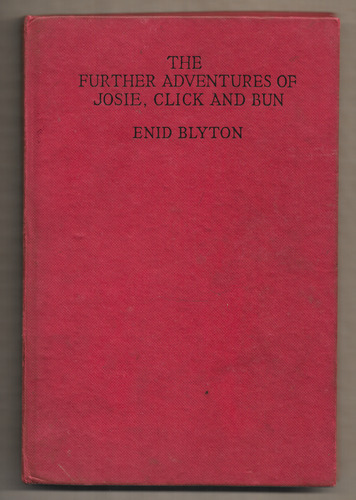 THE
FURTHER ADVENTURES OF
JOSIE, CLICK AND BUN
ENID BLYTON